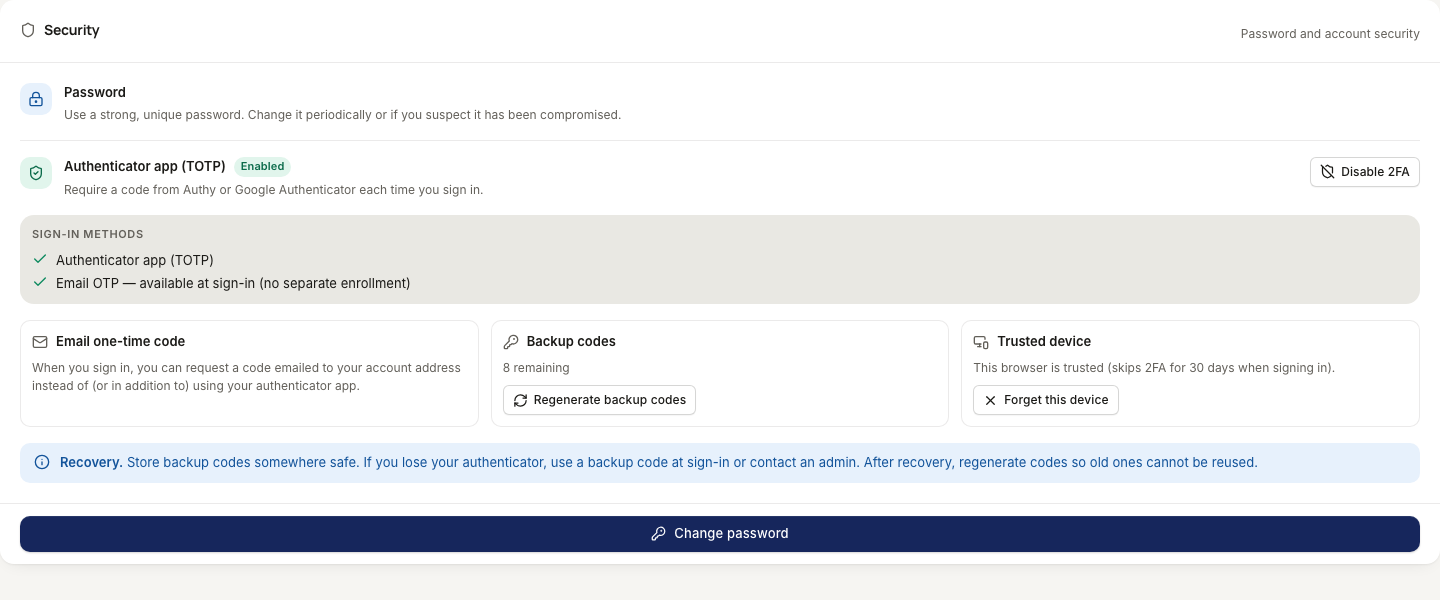 Security
Password and account security
Password
Use a strong, unique password. Change it periodically or if you suspect it has been compromised.
Authenticator app (TOTP) Enabled
Disable 2FA
Require a code from Authy or Google Authenticator each time you sign in.
SIGN-IN METHODS
Authenticator app (TOTP)
Email OTP — available at sign-in (no separate enrollment)
Email one-time code
When you sign in, you can request a code emailed to your account address
instead of (or in addition to) using your authenticator app.
Backup codes
8 remaining
Regenerate backup codes
Trusted device
This browser is trusted (skips 2FA for 30 days when signing in).
Forget this device
Recovery. Store backup codes somewhere safe. If you lose your authenticator, use a backup code at sign-in or contact an admin. After recovery, regenerate codes so old ones cannot be reused.
Change password